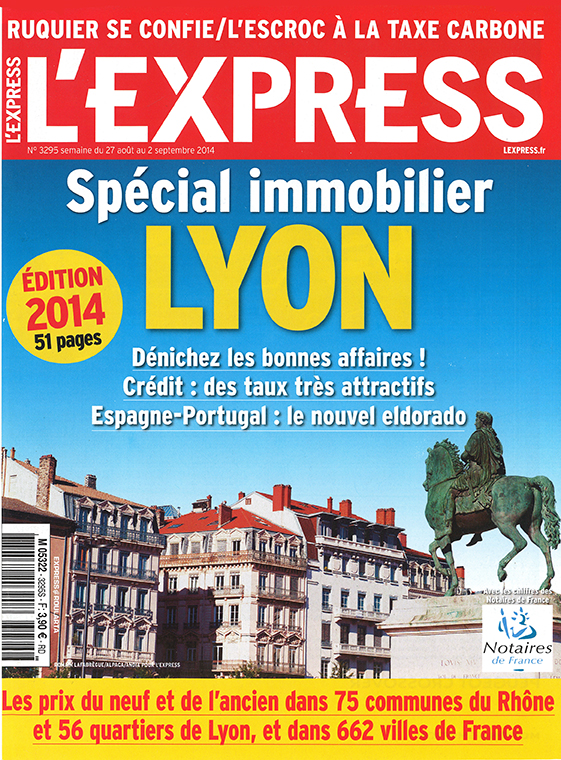 RUQUIER SE CONFIE/L'ESCROC À LA TAXE CARBONE
L'EXPRESS
L'EXPRESS
N° 3295 semaine du 27 août au 2 septembre 2014
LEXPRESS.fr
Spécial immobilier
LYON
ÉDITION
2014
51 pages
Dénichez les bonnes affaires !
Crédit : des taux très attractifs
Espagne-Portugal : le nouvel eldorado
Avec les chiffres des
Notaires de France
Notaires
de France
Les prix du neuf et de l'ancien dans 75 communes du Rhône
et 56 quartiers de Lyon, et dans 662 villes de France